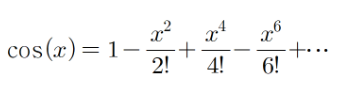 cos(x) = 1 − x²/2! + x⁴/4! − x⁶/6! + ⋯